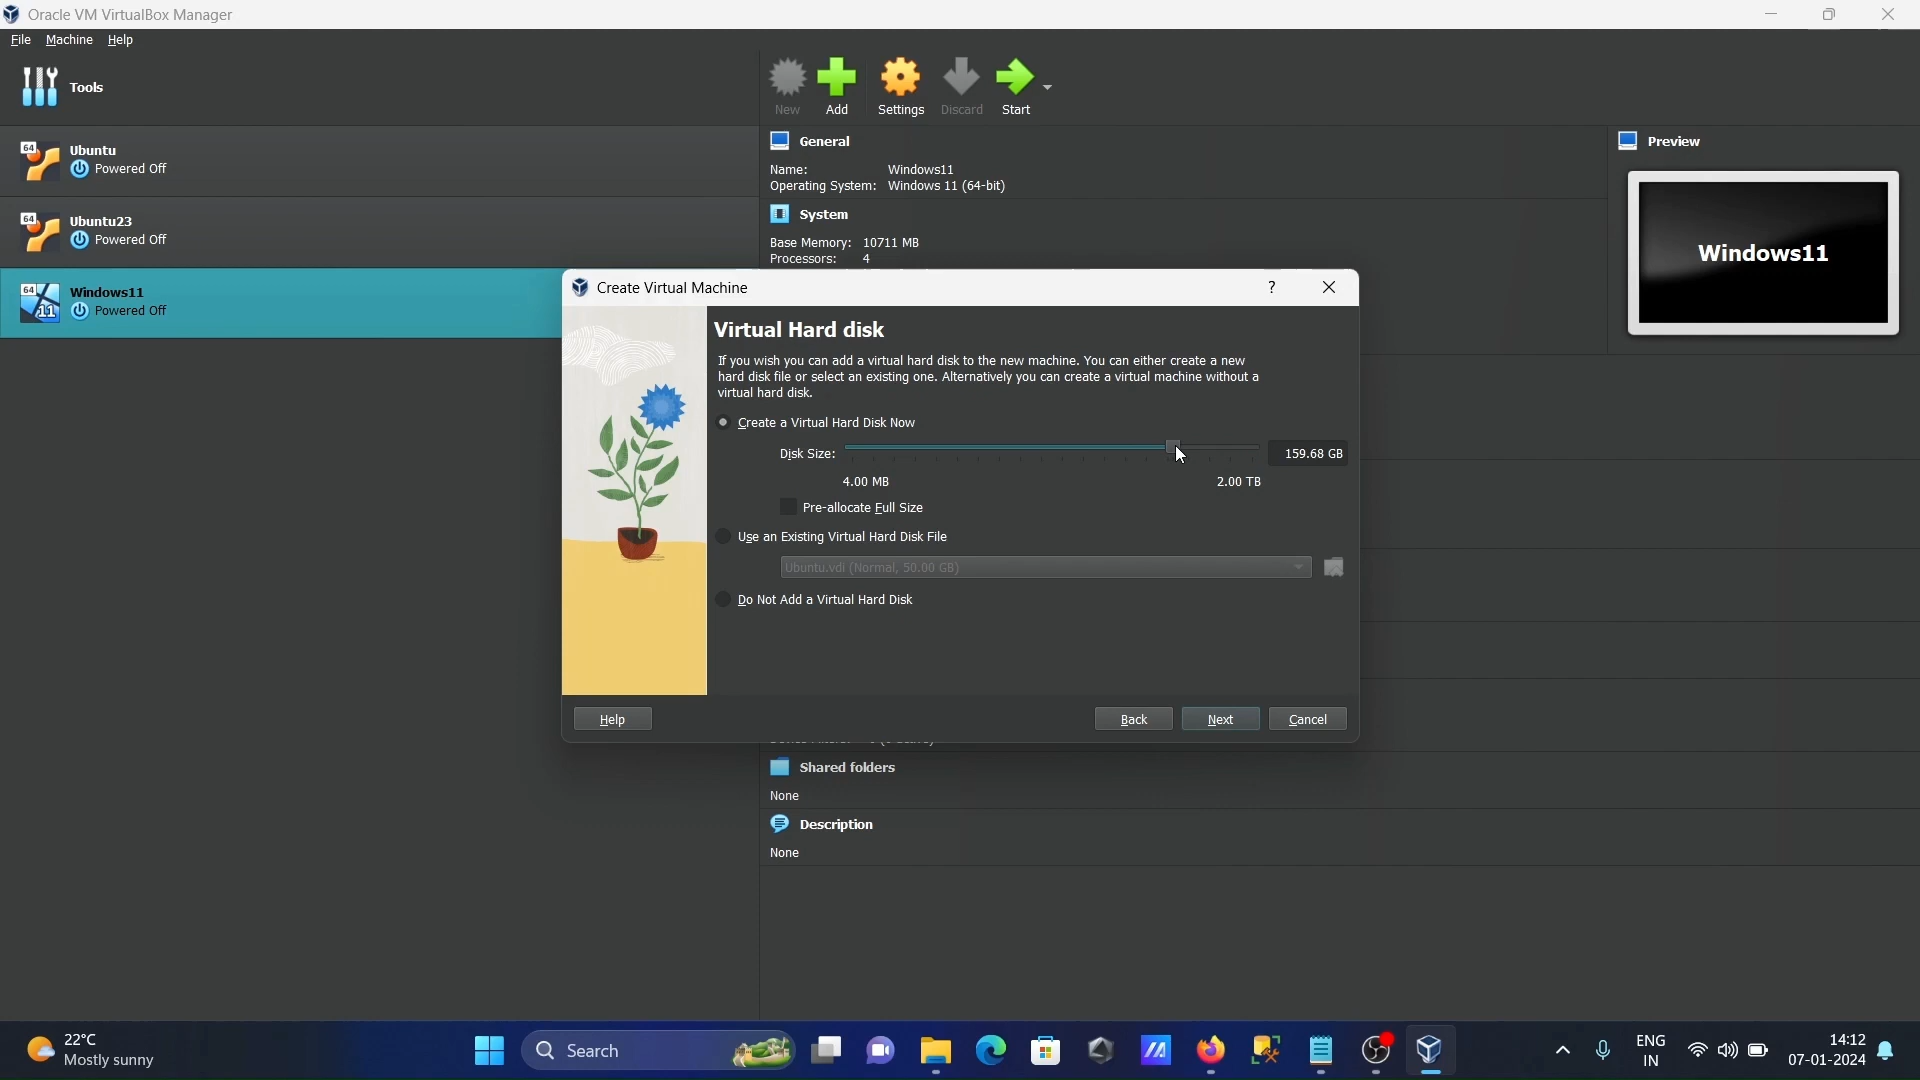 Oracle VM VirtualBox Manager
File Machine Help
Tools
New Add Settings Discard Start
64 Ubuntu
Powered Off
64 Ubuntu23
Powered Off
64 Windows11
11 Powered Off
General
Name: Windows11
Operating System: Windows 11 (64-bit)
System
Base Memory: 10711 MB
Processors: 4
Preview
Windows11
Create Virtual Machine
?
Virtual Hard disk
If you wish you can add a virtual hard disk to the new machine. You can either create a new
hard disk file or select an existing one. Alternatively you can create a virtual machine without a
virtual hard disk.
Create a Virtual Hard Disk Now
Disk Size: 159.68 GB
4.00 MB 2.00 TB
Pre-allocate Full Size
Use an Existing Virtual Hard Disk File
Ubuntu.vdi (Normal, 50.00 GB)
Do Not Add a Virtual Hard Disk
Help Back Next Cancel
Shared folders
None
Description
None
22°C
Mostly sunny
Search
ENG
IN
14:12
07-01-2024